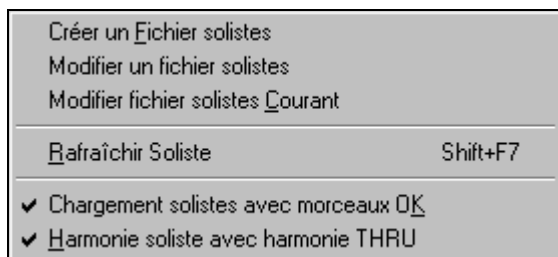 Créer un Fichier solistes
Modifier un fichier solistes
Modifier fichier solistes Courant
Rafraîchir Soliste Shift+F7
Chargement solistes avec morceaux OK
Harmonie soliste avec harmonie THRU